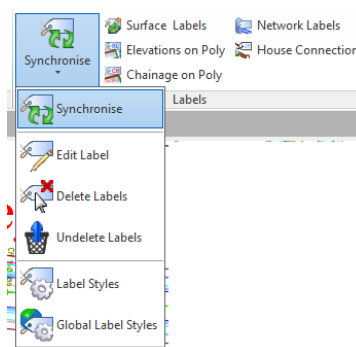 Surface Labels
Network Labels
Elevations on Poly
House Connection
Synchronise
Chainage on Poly
Labels
Synchronise
Edit Label
Delete Labels
Undelete Labels
Label Styles
Global Label Styles